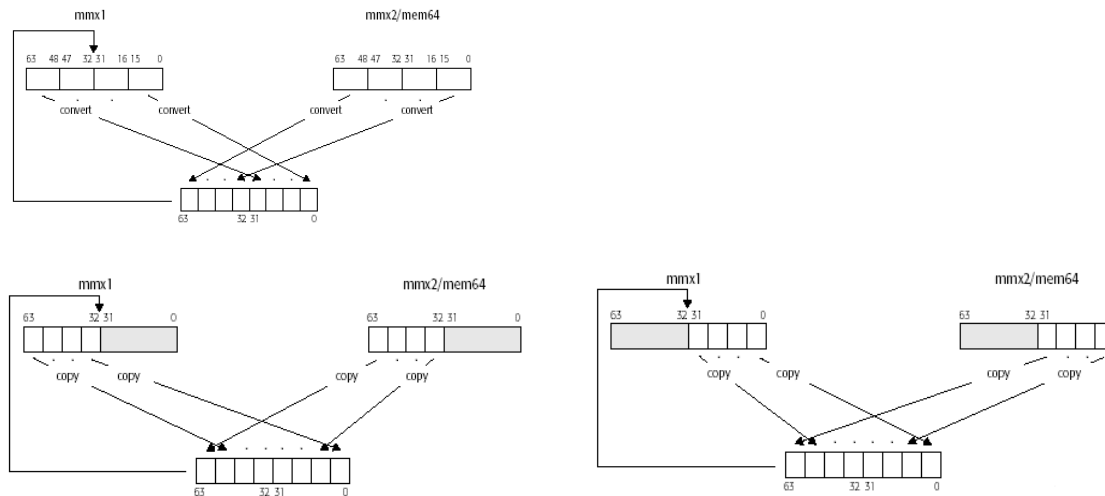 mmx1 mmx2/mem64
63 48 47 32 31 16 15 0 63 48 47 32 31 16 15 0
convert convert convert convert
63 32 31 0
mmx1 mmx2/mem64 mmx1 mmx2/mem64
63 32 31 0 63 32 31 0 63 32 31 0 63 32 31
copy copy copy copy copy copy copy copy
63 32 31 0 63 32 31 0